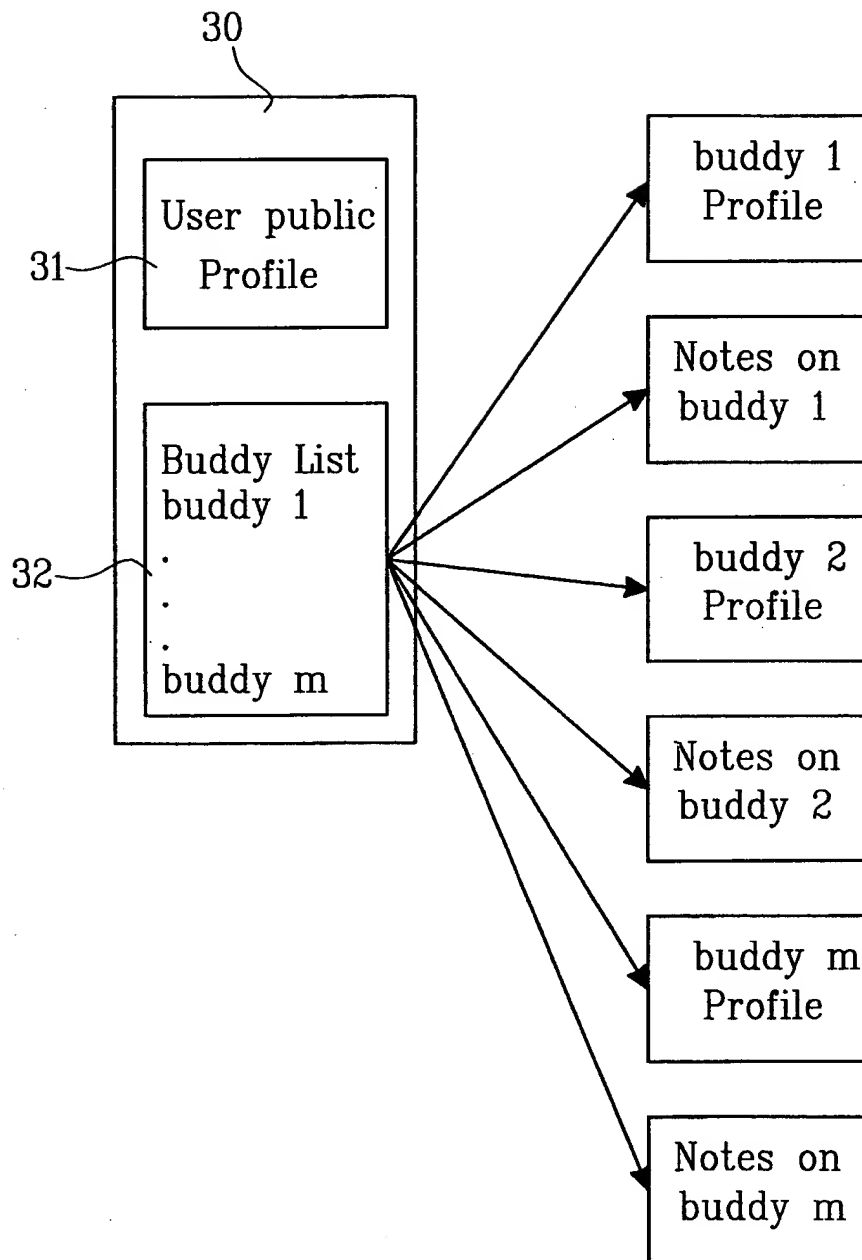 30
User public
Profile
31
Buddy List
buddy 1
.
.
.
buddy m
32
buddy 1
Profile
Notes on
buddy 1
buddy 2
Profile
Notes on
buddy 2
buddy m
Profile
Notes on
buddy m